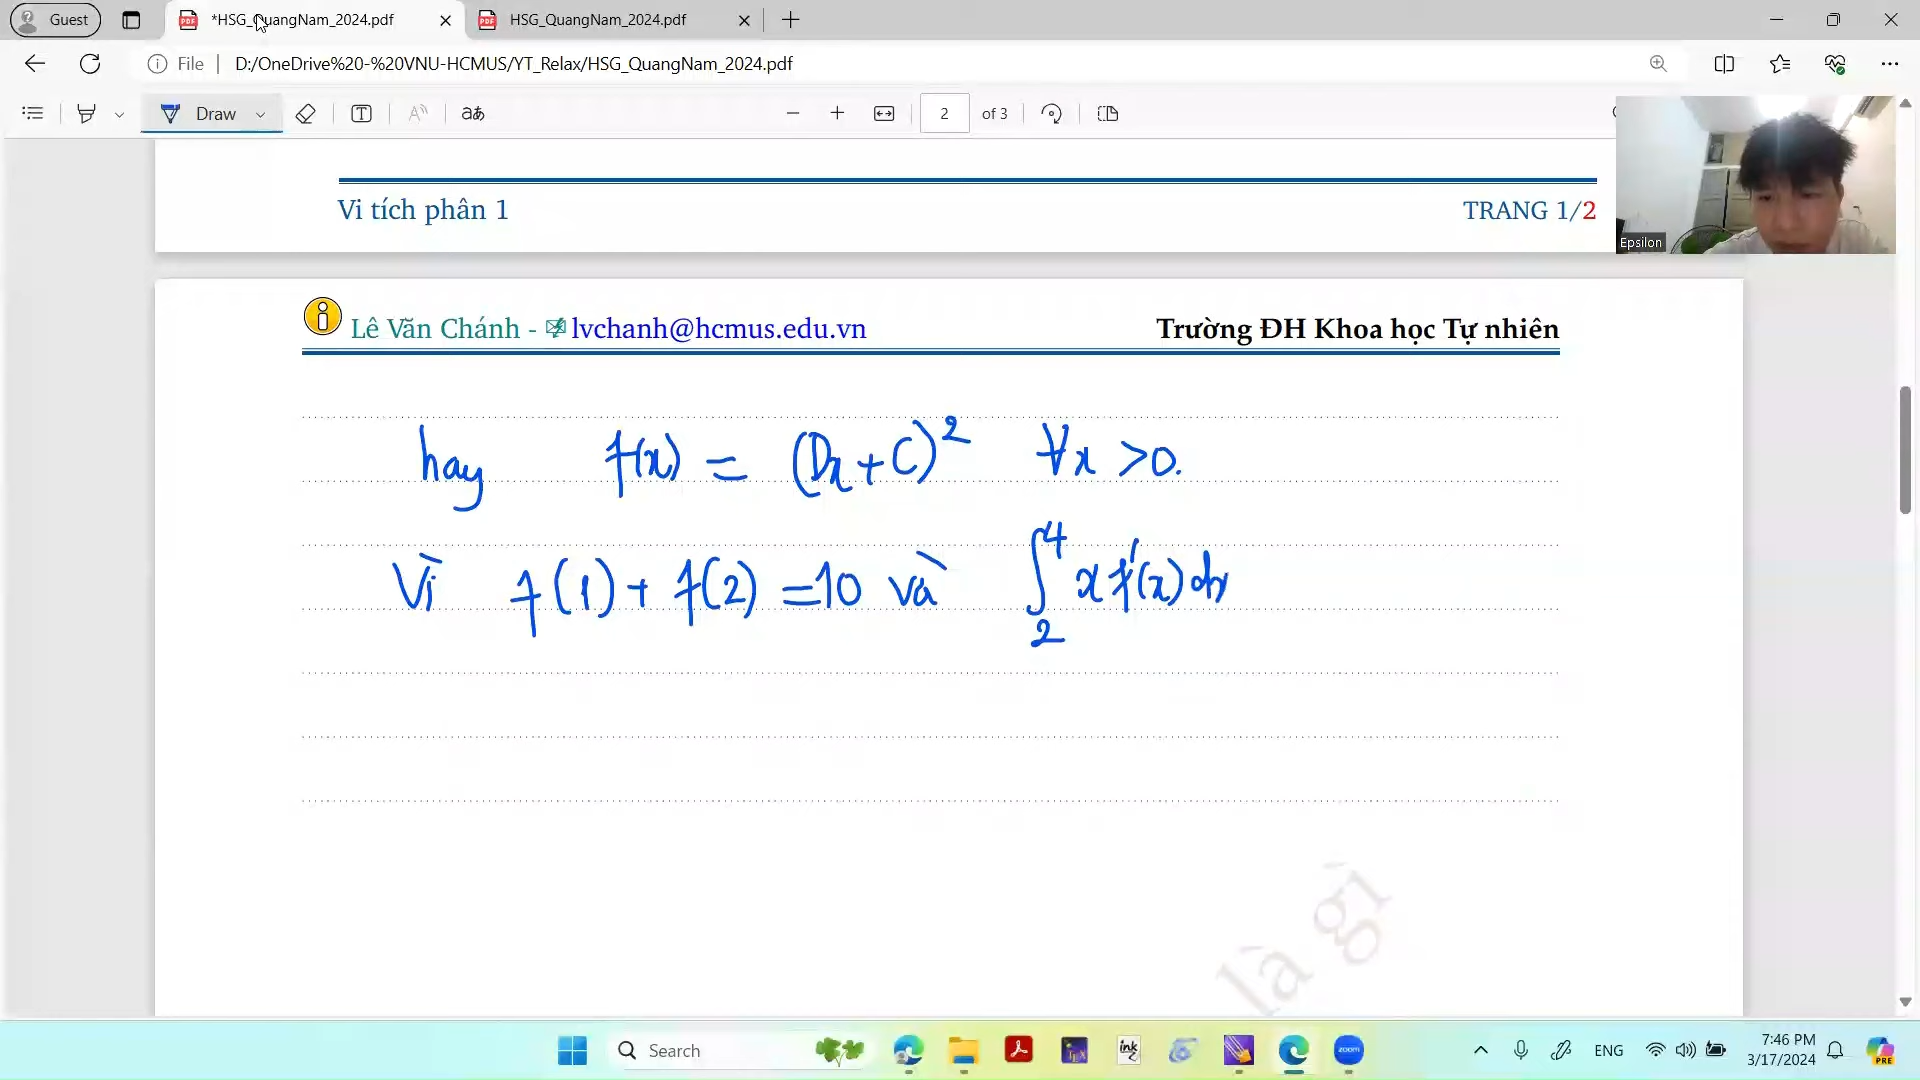 Guest
*HSG_QuangNam_2024.pdf
HSG_QuangNam_2024.pdf
File
D:/OneDrive%20-%20VNU-HCMUS/YT_Relax/HSG_QuangNam_2024.pdf
Draw
2 of 3
Epsilon
Vi tích phân 1
TRANG 1/2
Lê Văn Chánh - lvchanh@hcmus.edu.vn
Trường ĐH Khoa học Tự nhiên
hay f(x) = (Dx + C)² ∀x > 0.
Vì f(1) + f(2) = 10 và ∫₂⁴ x f'(x) dx
là gì
Search
zoom
ENG
7:46 PM
3/17/2024